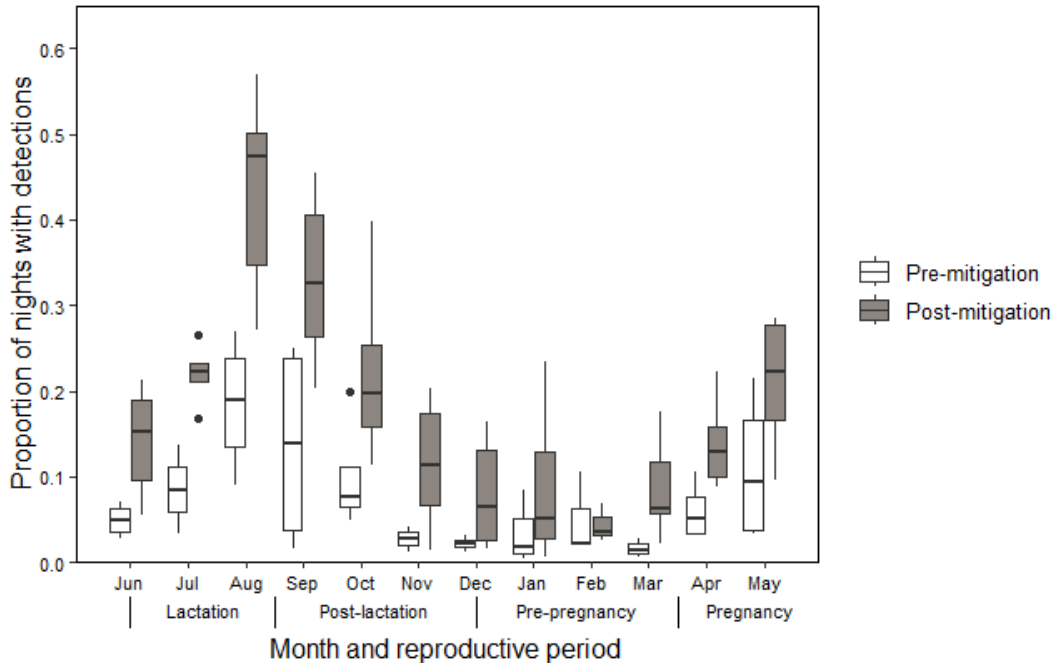 Proportion of nights with detections
0.6
0.5
0.4
0.3
0.2
0.1
0.0
Jun Jul Aug Sep Oct Nov Dec Jan Feb Mar Apr May
Lactation Post-lactation Pre-pregnancy Pregnancy
Month and reproductive period
Pre-mitigation
Post-mitigation